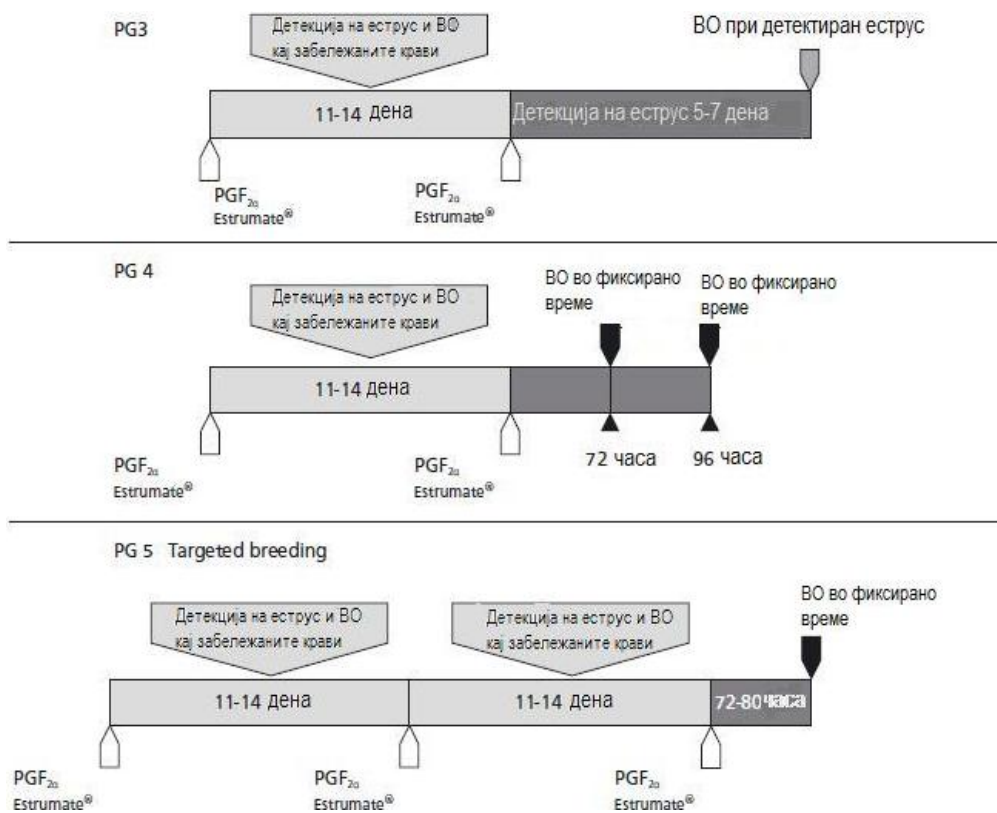 PG3
Детекција на еструс и ВО
кај забележаните крави
ВО при детектиран еструс
11-14 дена
Детекција на еструс 5-7 дена
PGF2α
Estrumate®
PGF2α
Estrumate®
PG 4
Детекција на еструс и ВО
кај забележаните крави
ВО во фиксирано
време
ВО во фиксирано
време
11-14 дена
PGF2α
Estrumate®
PGF2α
Estrumate®
72 часа
96 часа
PG 5 Targeted breeding
Детекција на еструс и ВО
кај забележаните крави
Детекција на еструс и ВО
кај забележаните крави
ВО во фиксирано
време
11-14 дена
11-14 дена
72-80 часа
PGF2α
Estrumate®
PGF2α
Estrumate®
PGF2α
Estrumate®